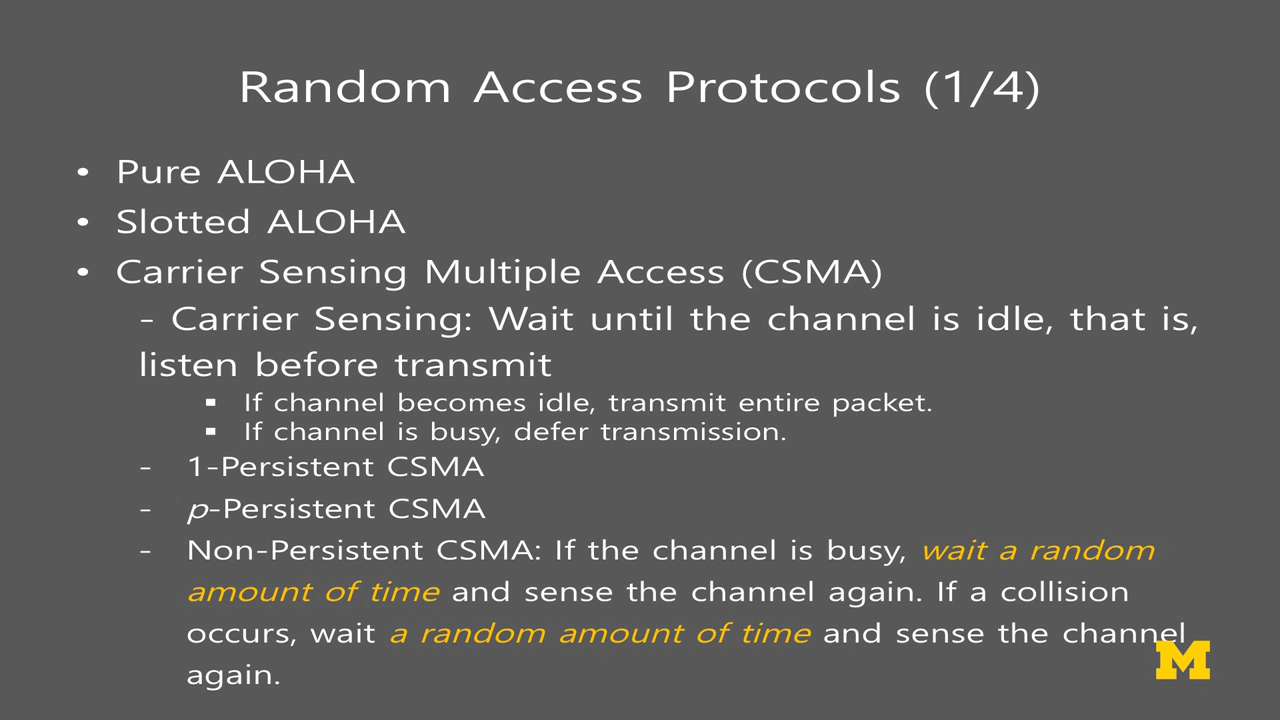 Random Access Protocols (1/4)
• Pure ALOHA
• Slotted ALOHA
• Carrier Sensing Multiple Access (CSMA)
- Carrier Sensing: Wait until the channel is idle, that is,
listen before transmit
▪ If channel becomes idle, transmit entire packet.
▪ If channel is busy, defer transmission.
- 1-Persistent CSMA
- p-Persistent CSMA
- Non-Persistent CSMA: If the channel is busy, wait a random
amount of time and sense the channel again. If a collision
occurs, wait a random amount of time and sense the channel
again.
M